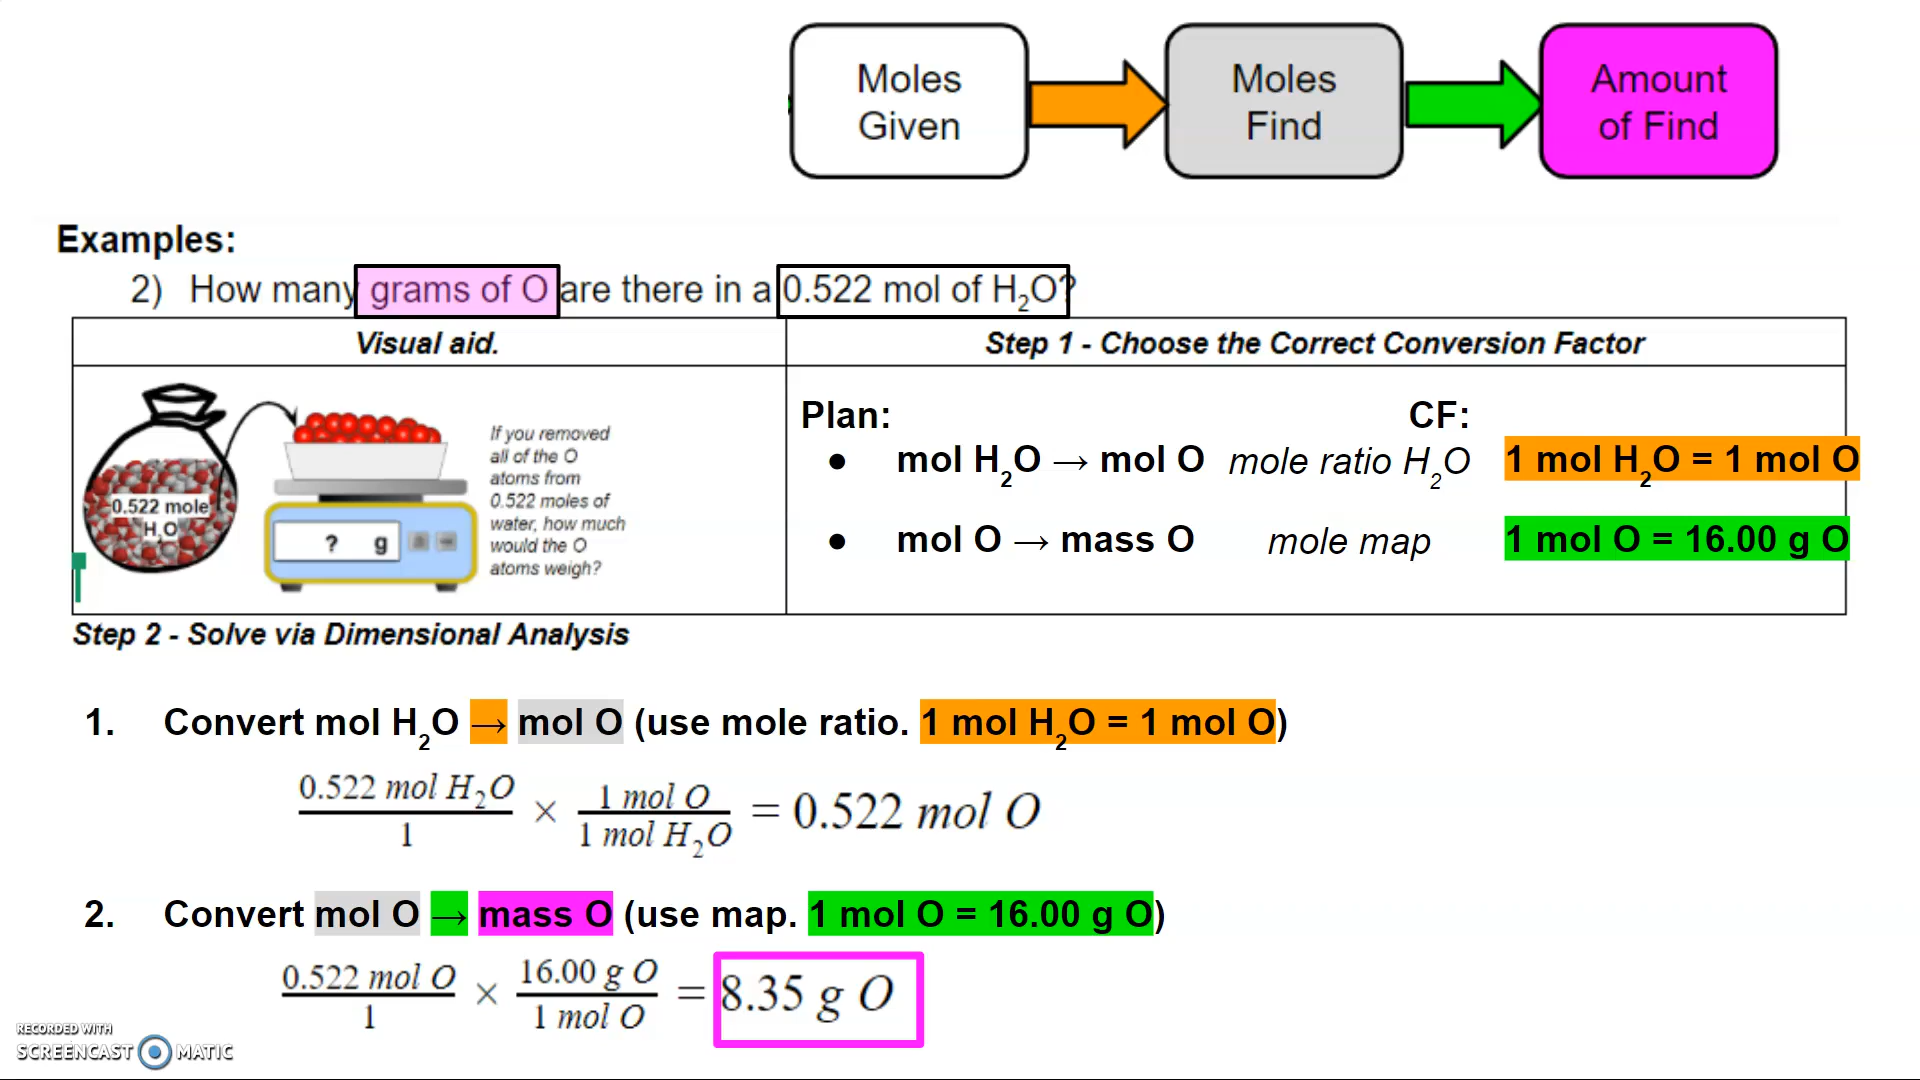 Moles
Given
Moles
Find
Amount
of Find
Examples:
2) How many grams of O are there in a 0.522 mol of H₂O?
Visual aid.
Step 1 - Choose the Correct Conversion Factor
0.522 mole
H₂O
? g
If you removed
all of the O
atoms from
0.522 moles of
water, how much
would the O
atoms weigh?
Plan: CF:
● mol H₂O → mol O mole ratio H₂O 1 mol H₂O = 1 mol O
● mol O → mass O mole map 1 mol O = 16.00 g O
Step 2 - Solve via Dimensional Analysis
1. Convert mol H₂O → mol O (use mole ratio. 1 mol H₂O = 1 mol O)
0.522 mol H₂O / 1 × 1 mol O / 1 mol H₂O = 0.522 mol O
2. Convert mol O → mass O (use map. 1 mol O = 16.00 g O)
0.522 mol O / 1 × 16.00 g O / 1 mol O = 8.35 g O
RECORDED WITH
SCREENCAST MATIC